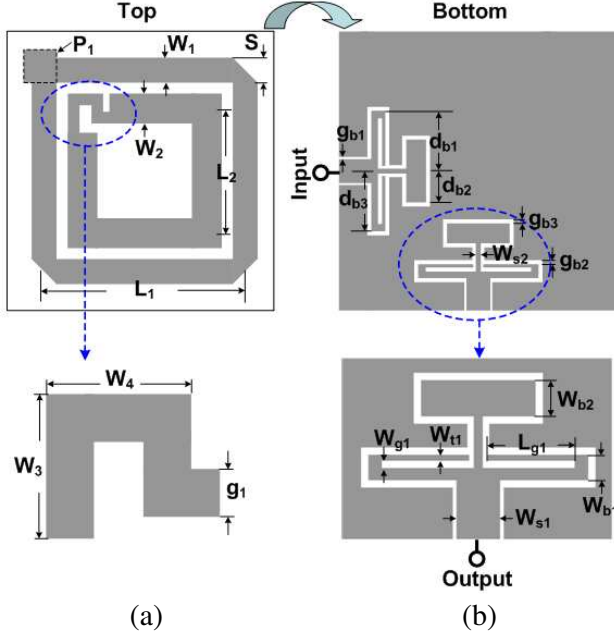 Top
Bottom
P1
W1
S
W2
L2
L1
Input
gb1
db1
db2
db3
gb3
Ws2
gb2
W4
W3
g1
Wb2
Wg1
Wt1
Lg1
Wb1
Ws1
Output
(a)
(b)